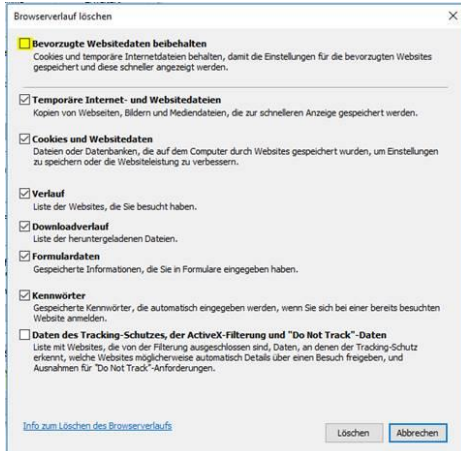 Browserverlauf löschen
Bevorzugte Websitedaten beibehalten
Cookies und temporäre Internetdateien behalten, damit die Einstellungen für die bevorzugten Websites
gespeichert und diese schneller angezeigt werden.
Temporäre Internet- und Websitedateien
Kopien von Webseiten, Bildern und Mediendateien, die zur schnelleren Anzeige gespeichert werden.
Cookies und Websitedaten
Dateien oder Datenbanken, die auf dem Computer durch Websites gespeichert wurden, um Einstellungen
zu speichern oder die Websiteleistung zu verbessern.
Verlauf
Liste der Websites, die Sie besucht haben.
Downloadverlauf
Liste der heruntergeladenen Dateien.
Formulardaten
Gespeicherte Informationen, die Sie in Formulare eingegeben haben.
Kennwörter
Gespeicherte Kennwörter, die automatisch eingegeben werden, wenn Sie sich bei einer bereits besuchten
Website anmelden.
Daten des Tracking-Schutzes, der ActiveX-Filterung und "Do Not Track"-Daten
Liste mit Websites, die von der Filterung ausgeschlossen sind, Daten, an denen der Tracking-Schutz
erkennt, welche Websites möglicherweise automatisch Details über einen Besuch freigeben, und
Ausnahmen für "Do Not Track"-Anforderungen.
Info zum Löschen des Browserverlaufs
Löschen
Abbrechen